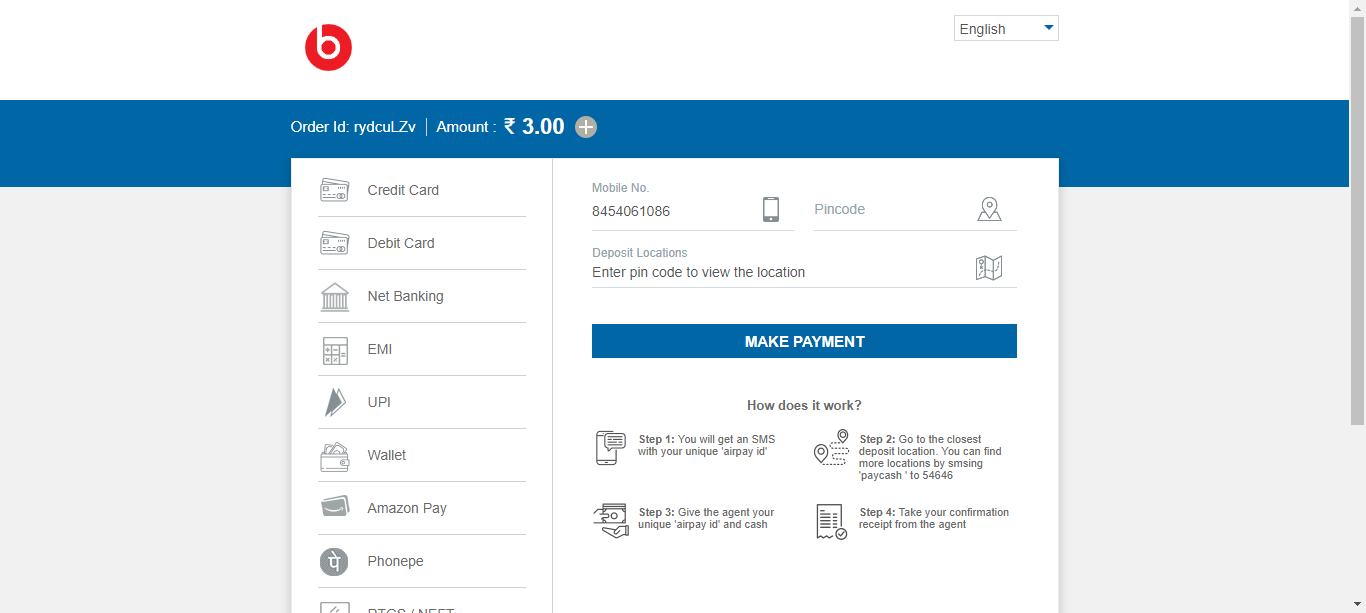 b
English
Order Id: rydcuLZv
Amount : ₹ 3.00
Credit Card
Debit Card
Net Banking
EMI
UPI
Wallet
Amazon Pay
पे
Phonepe
RTGS / NEFT
Mobile No.
8454061086
Pincode
Deposit Locations
Enter pin code to view the location
MAKE PAYMENT
How does it work?
Step 1: You will get an SMS
with your unique 'airpay id'
Step 2: Go to the closest
deposit location. You can find
more locations by smsing
'paycash ' to 54646
Step 3: Give the agent your
unique 'airpay id' and cash
Step 4: Take your confirmation
receipt from the agent